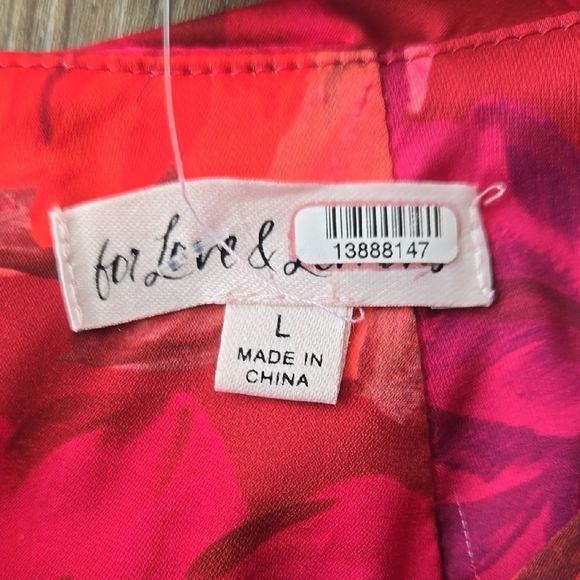 for Love &
13888147
L
MADE IN
CHINA